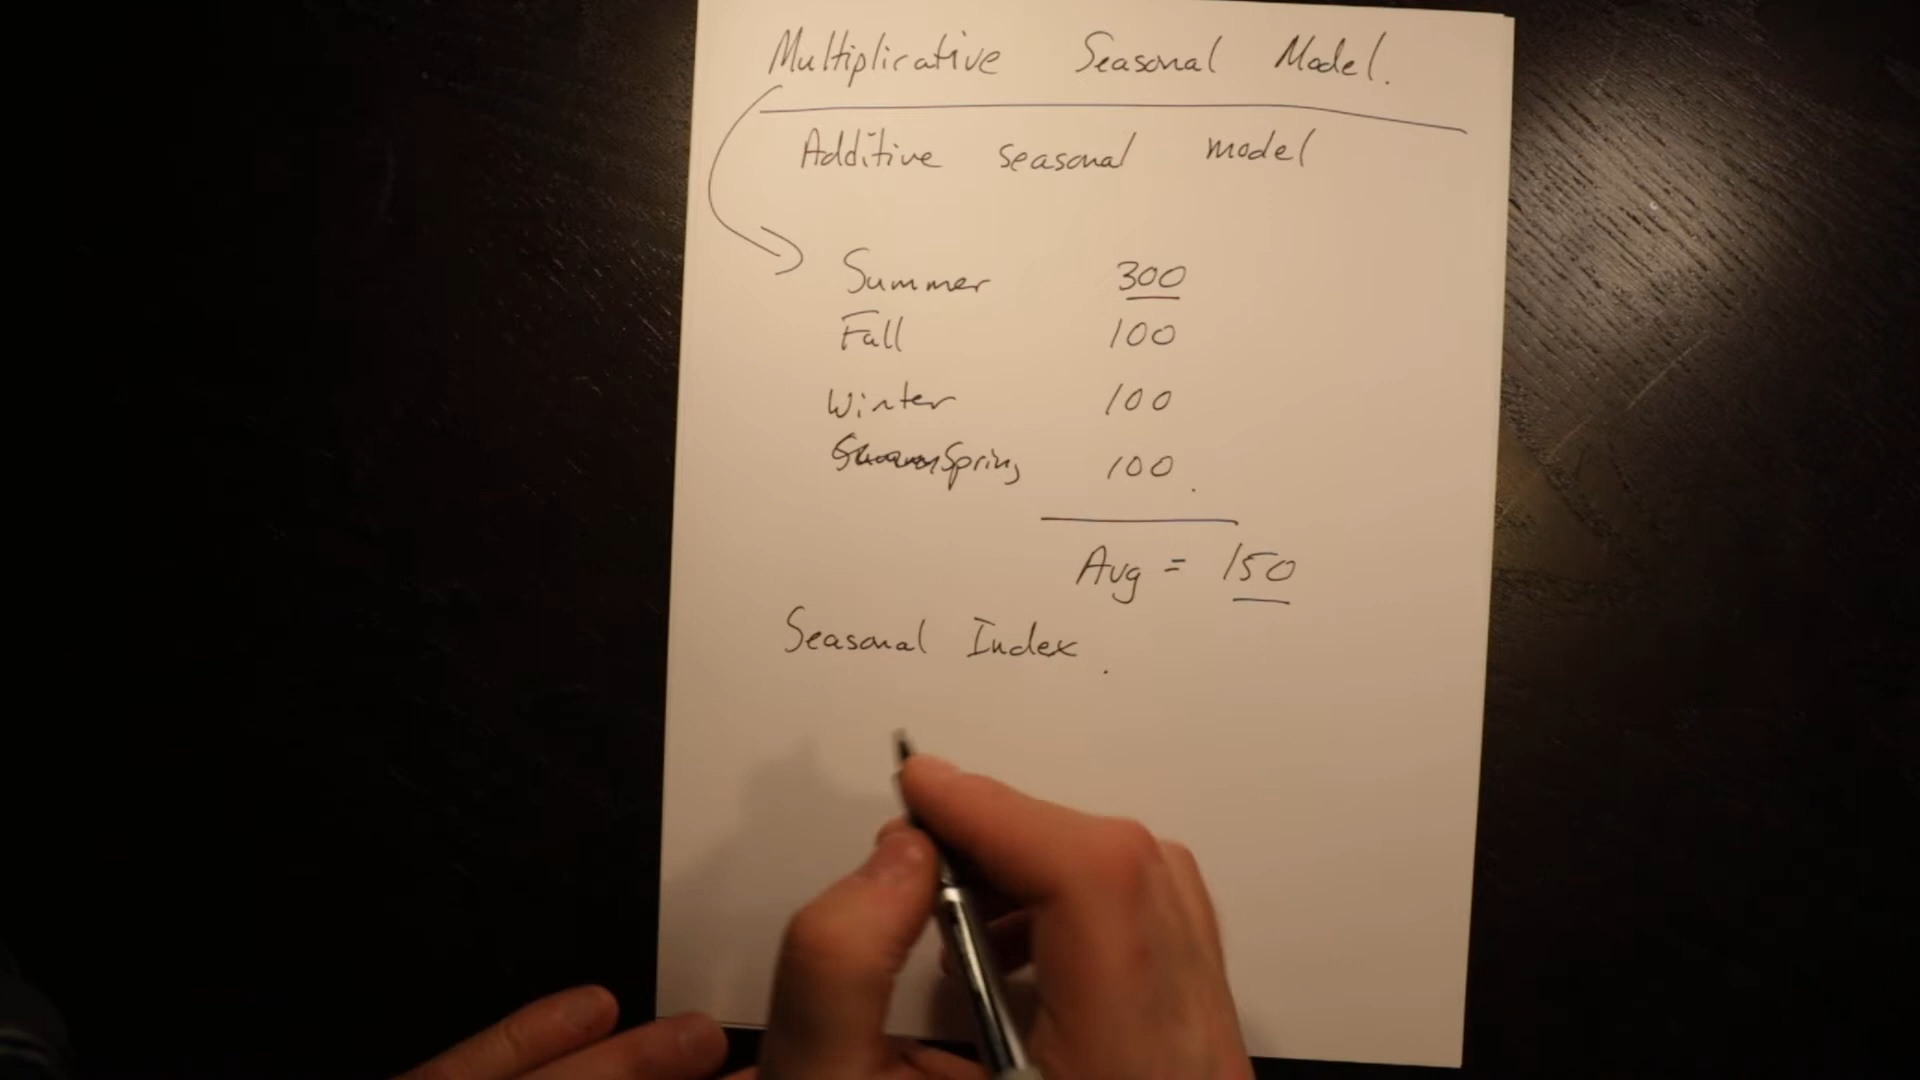 Multiplicative Seasonal Model.
Additive seasonal model
Summer 300
Fall 100
Winter 100
Spring 100
Avg = 150
Seasonal Index.